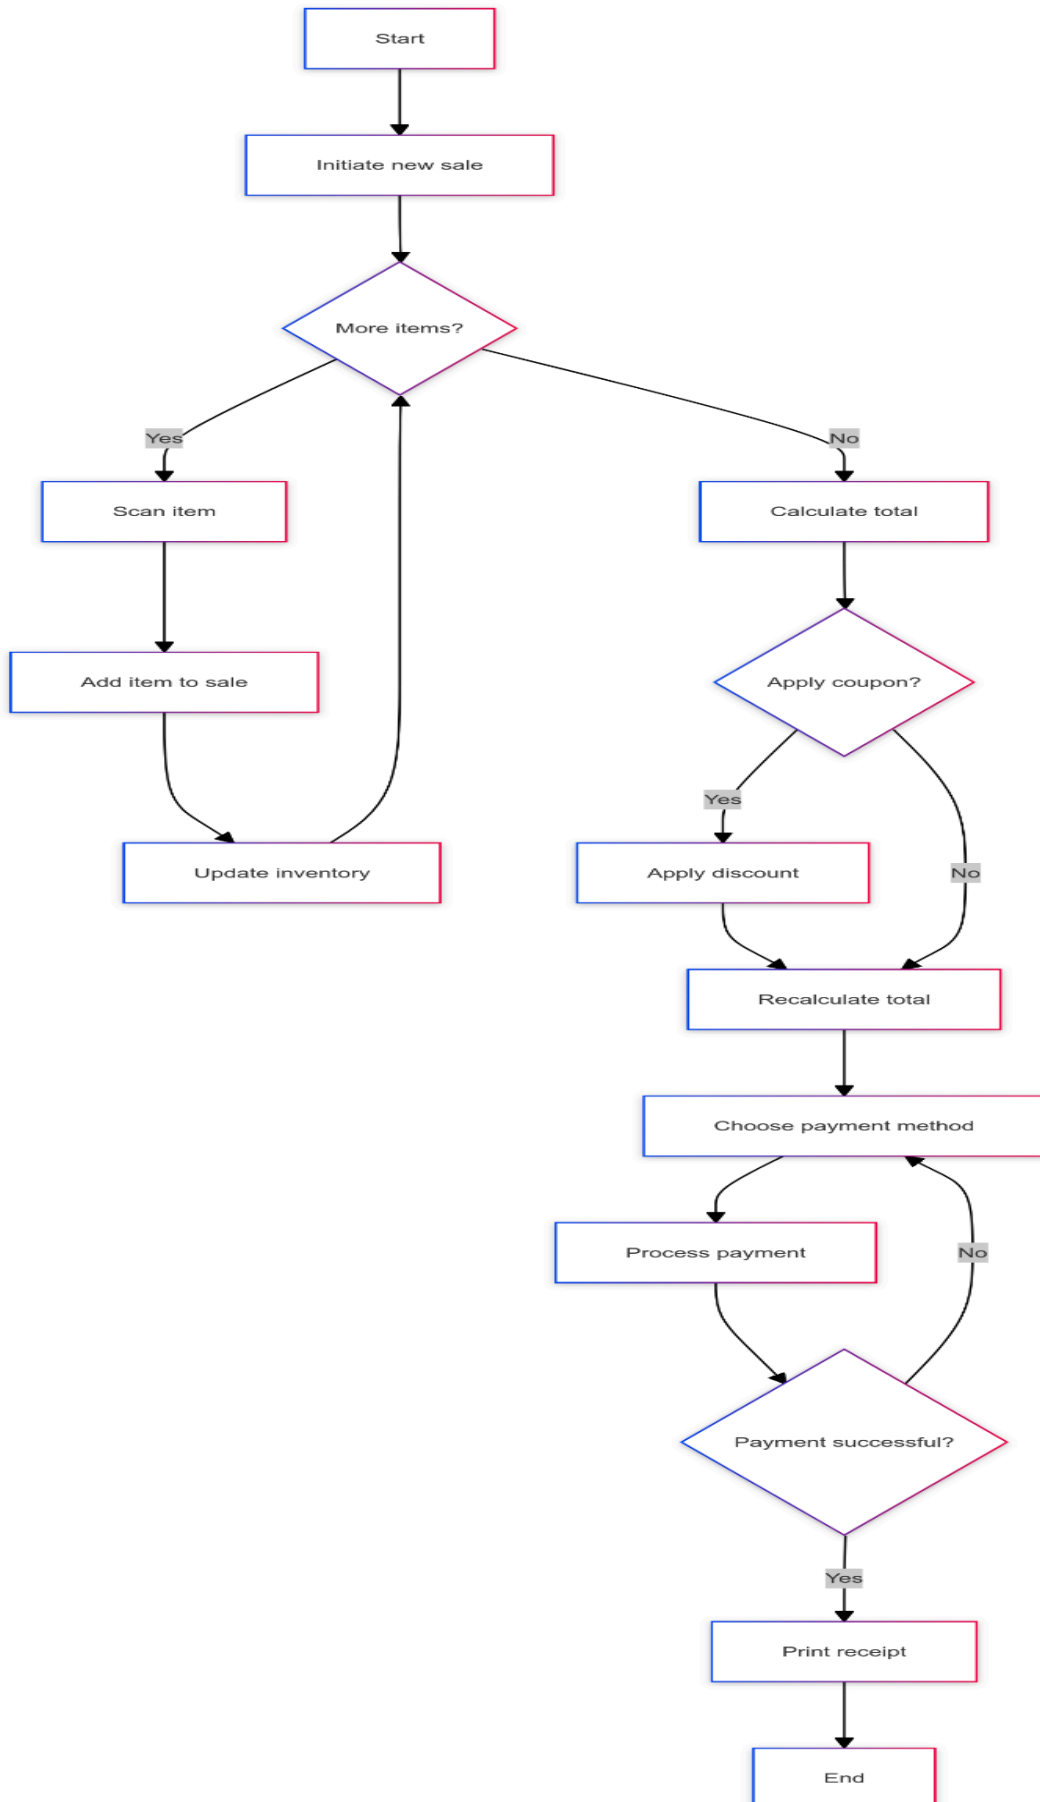 Start
Initiate new sale
More items?
Yes
No
Scan item
Calculate total
Add item to sale
Apply coupon?
Yes
Update inventory
Apply discount
No
Recalculate total
Choose payment method
Process payment
No
Payment successful?
Yes
Print receipt
End